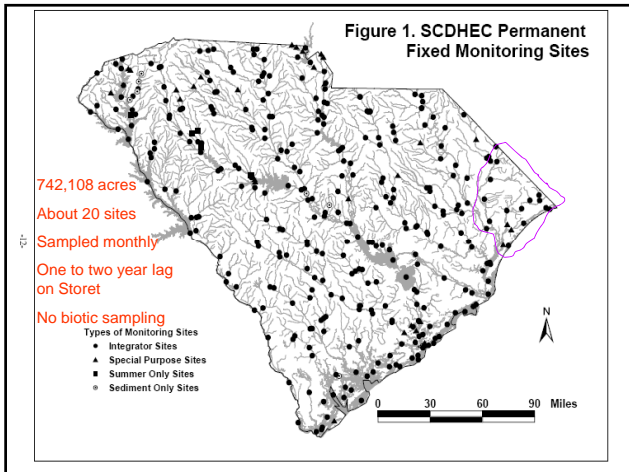 Figure 1. SCDHEC Permanent
Fixed Monitoring Sites
742,108 acres
About 20 sites
Sampled monthly
One to two year lag
on Storet
No biotic sampling
-12-
Types of Monitoring Sites
Integrator Sites
Special Purpose Sites
Summer Only Sites
Sediment Only Sites
N
0 30 60 90 Miles